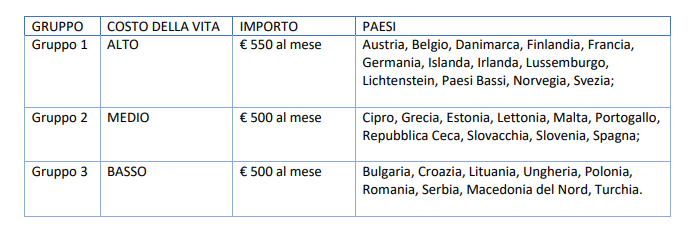 GRUPPO COSTO DELLA VITA IMPORTO PAESI
Gruppo 1 ALTO € 550 al mese Austria, Belgio, Danimarca, Finlandia, Francia,
Germania, Islanda, Irlanda, Lussemburgo,
Lichtenstein, Paesi Bassi, Norvegia, Svezia;
Gruppo 2 MEDIO € 500 al mese Cipro, Grecia, Estonia, Lettonia, Malta, Portogallo,
Repubblica Ceca, Slovacchia, Slovenia, Spagna;
Gruppo 3 BASSO € 500 al mese Bulgaria, Croazia, Lituania, Ungheria, Polonia,
Romania, Serbia, Macedonia del Nord, Turchia.